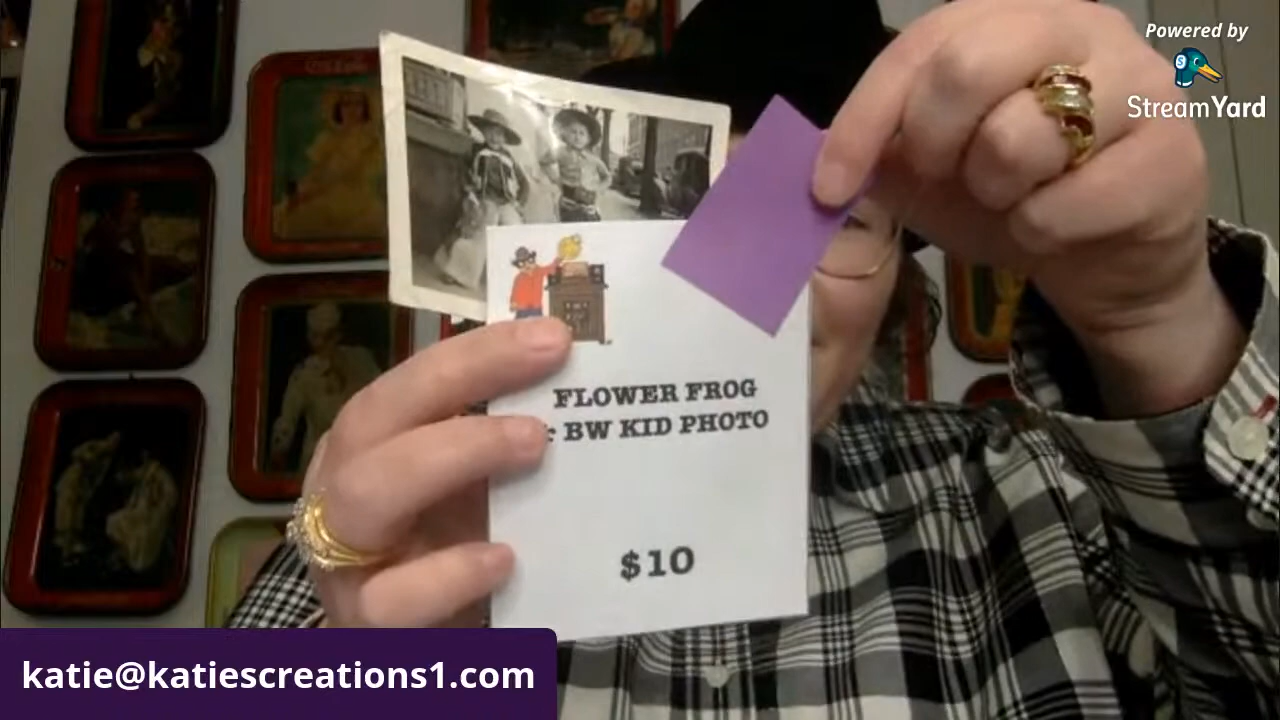 Powered by
StreamYard
FLOWER FROG
BW KID PHOTO
$10
katie@katiescreations1.com